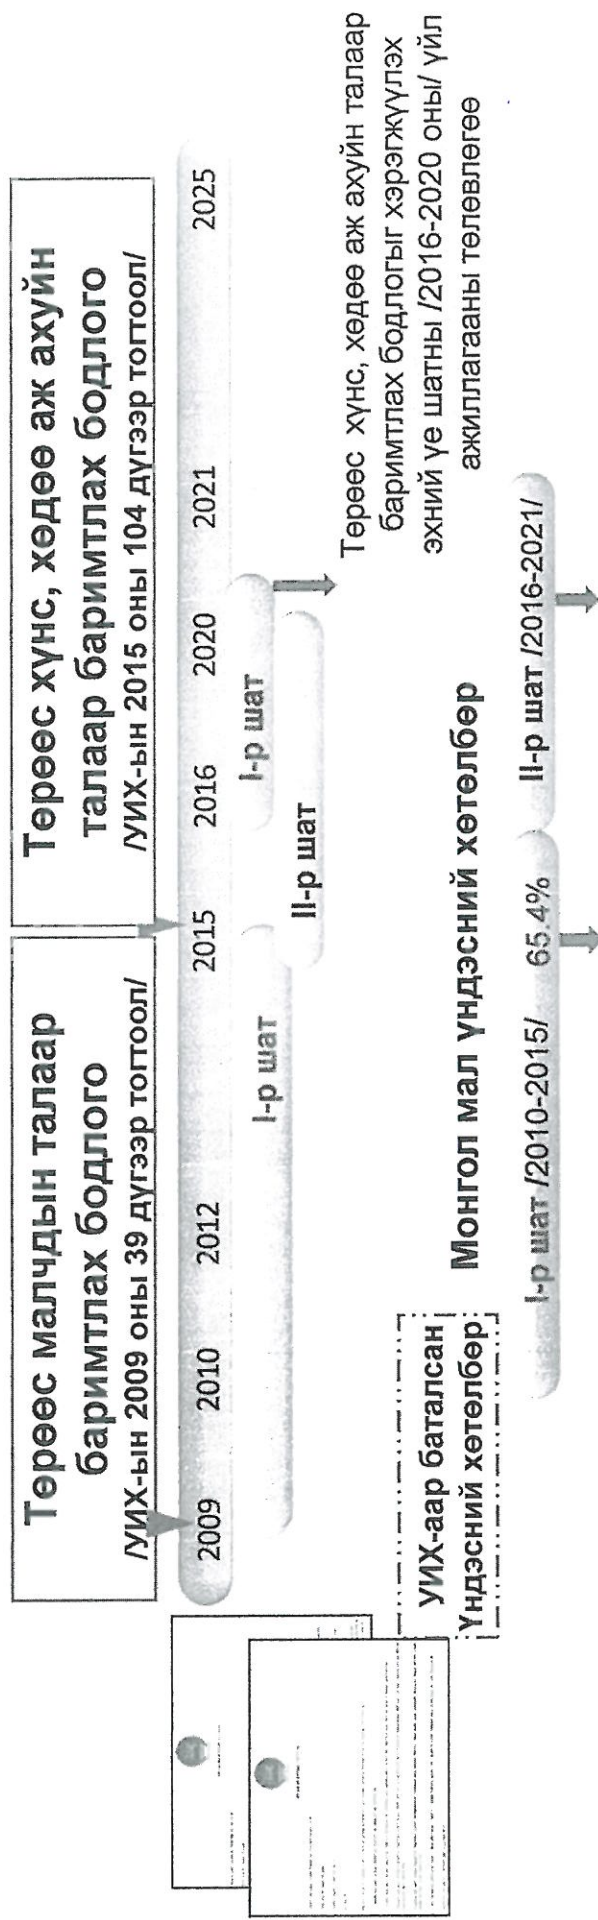 Төрөөс малчдын талаар
баримтлах бодлого
/УИХ-ын 2009 оны 39 дүгээр тогтоол/
Төрөөс хүнс, хөдөө аж ахуйн
талаар баримтлах бодлого
/УИХ-ын 2015 оны 104 дүгээр тогтоол/
2009 2010 2012 2015 2016 2020 2021 2025
I-р шат
I-р шат
II-р шат
Төрөөс хүнс, хөдөө аж ахуйн талаар
баримтлах бодлогыг хэрэгжүүлэх
эхний үе шатны /2016-2020 оны/ үйл
ажиллагааны төлөвлөгөө
УИХ-аар баталсан
Үндэсний хөтөлбөр
Монгол мал үндэсний хөтөлбөр
I-р шат /2010-2015/ 65.4%
II-р шат /2016-2021/